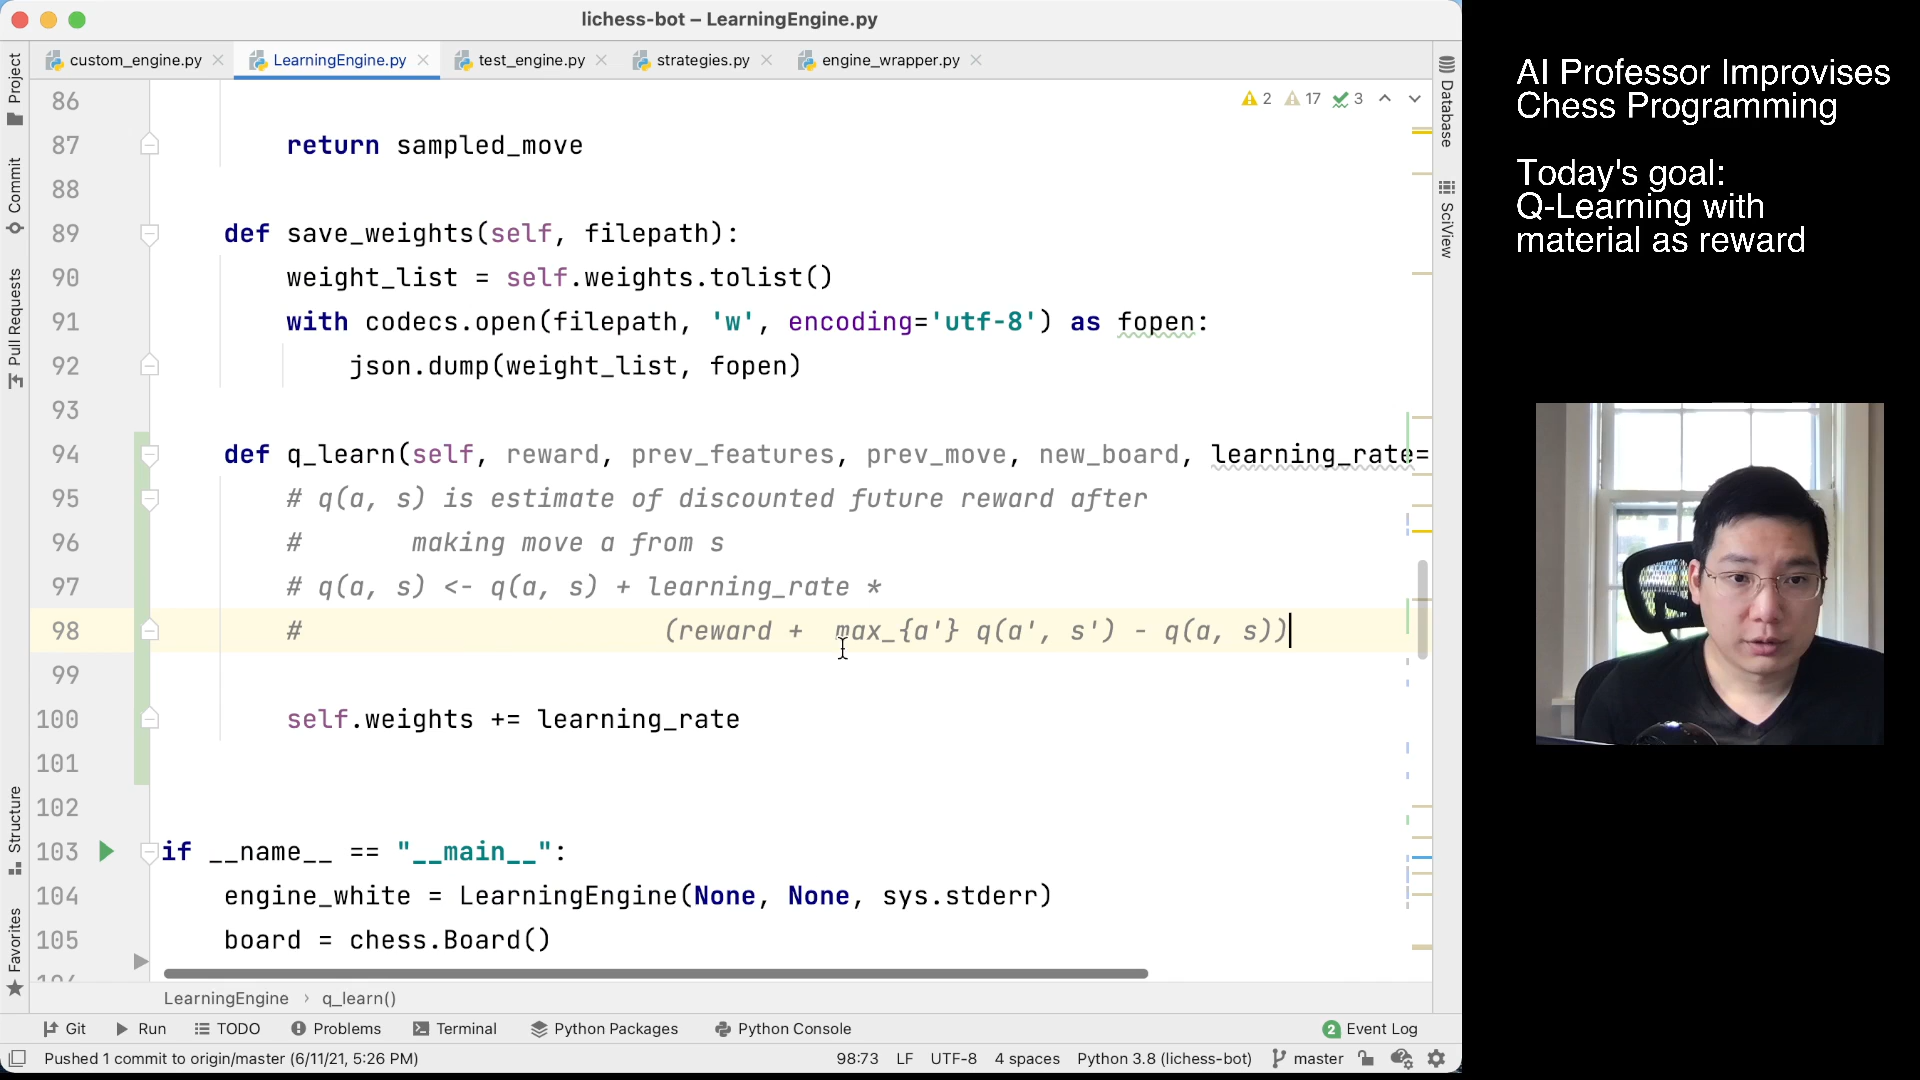 lichess-bot – LearningEngine.py
custom_engine.py
LearningEngine.py
test_engine.py
strategies.py
engine_wrapper.py
Project
Commit
Pull Requests
Structure
Favorites
Database
SciView
2 17 3
86
87 return sampled_move
88
89 def save_weights(self, filepath):
90 weight_list = self.weights.tolist()
91 with codecs.open(filepath, 'w', encoding='utf-8') as fopen:
92 json.dump(weight_list, fopen)
93
94 def q_learn(self, reward, prev_features, prev_move, new_board, learning_rate=
95 # q(a, s) is estimate of discounted future reward after
96 # making move a from s
97 # q(a, s) <- q(a, s) + learning_rate *
98 # (reward + max_{a'} q(a', s') - q(a, s))
99
100 self.weights += learning_rate
101
102
103 if __name__ == "__main__":
104 engine_white = LearningEngine(None, None, sys.stderr)
105 board = chess.Board()
LearningEngine › q_learn()
Git Run TODO Problems Terminal Python Packages Python Console 2 Event Log
Pushed 1 commit to origin/master (6/11/21, 5:26 PM) 98:73 LF UTF-8 4 spaces Python 3.8 (lichess-bot) master
AI Professor Improvises
Chess Programming
Today's goal:
Q-Learning with
material as reward